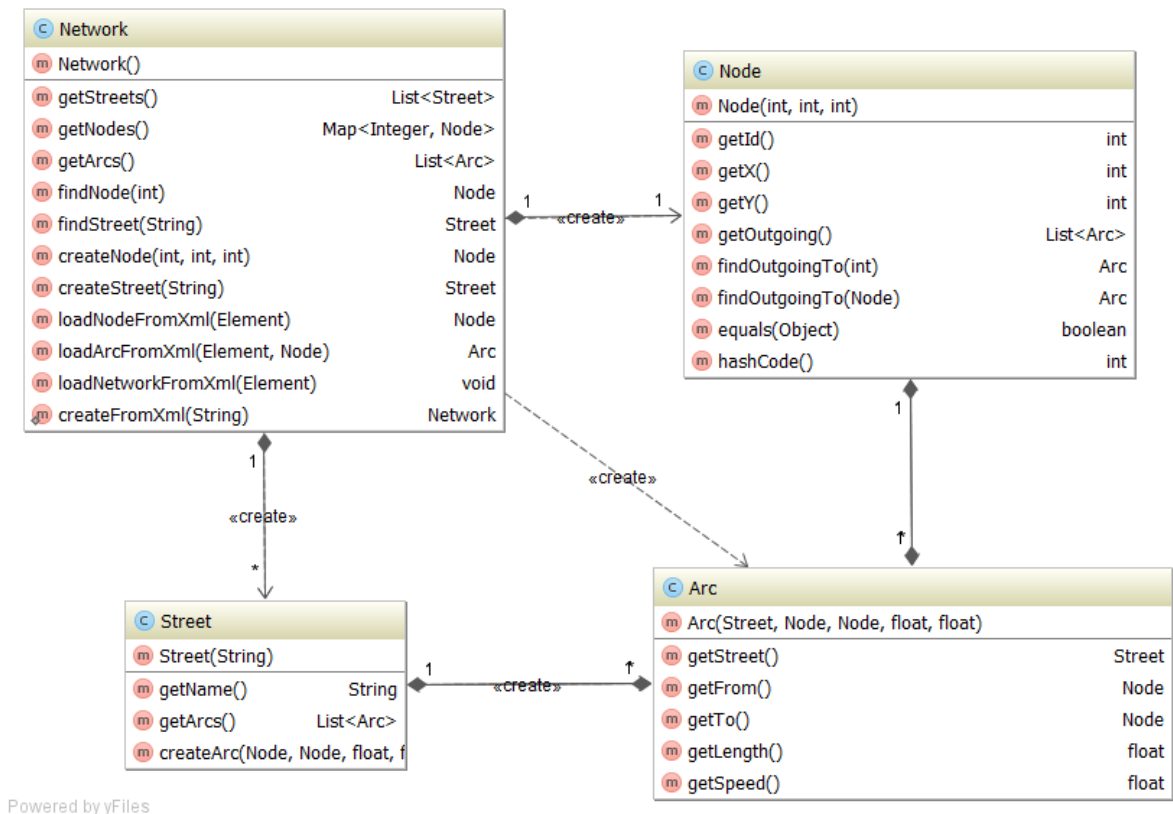 Network
Network()
getStreets() List<Street>
getNodes() Map<Integer, Node>
getArcs() List<Arc>
findNode(int) Node
findStreet(String) Street
createNode(int, int, int) Node
createStreet(String) Street
loadNodeFromXml(Element) Node
loadArcFromXml(Element, Node) Arc
loadNetworkFromXml(Element) void
createFromXml(String) Network
Node
Node(int, int, int)
getId() int
getX() int
getY() int
getOutgoing() List<Arc>
findOutgoingTo(int) Arc
findOutgoingTo(Node) Arc
equals(Object) boolean
hashCode() int
1 «create» 1
1
«create»
*
«create»
1
*
Street
Street(String)
getName() String
getArcs() List<Arc>
createArc(Node, Node, float, f
1 «create» *
Arc
Arc(Street, Node, Node, float, float)
getStreet() Street
getFrom() Node
getTo() Node
getLength() float
getSpeed() float
Powered by yFiles